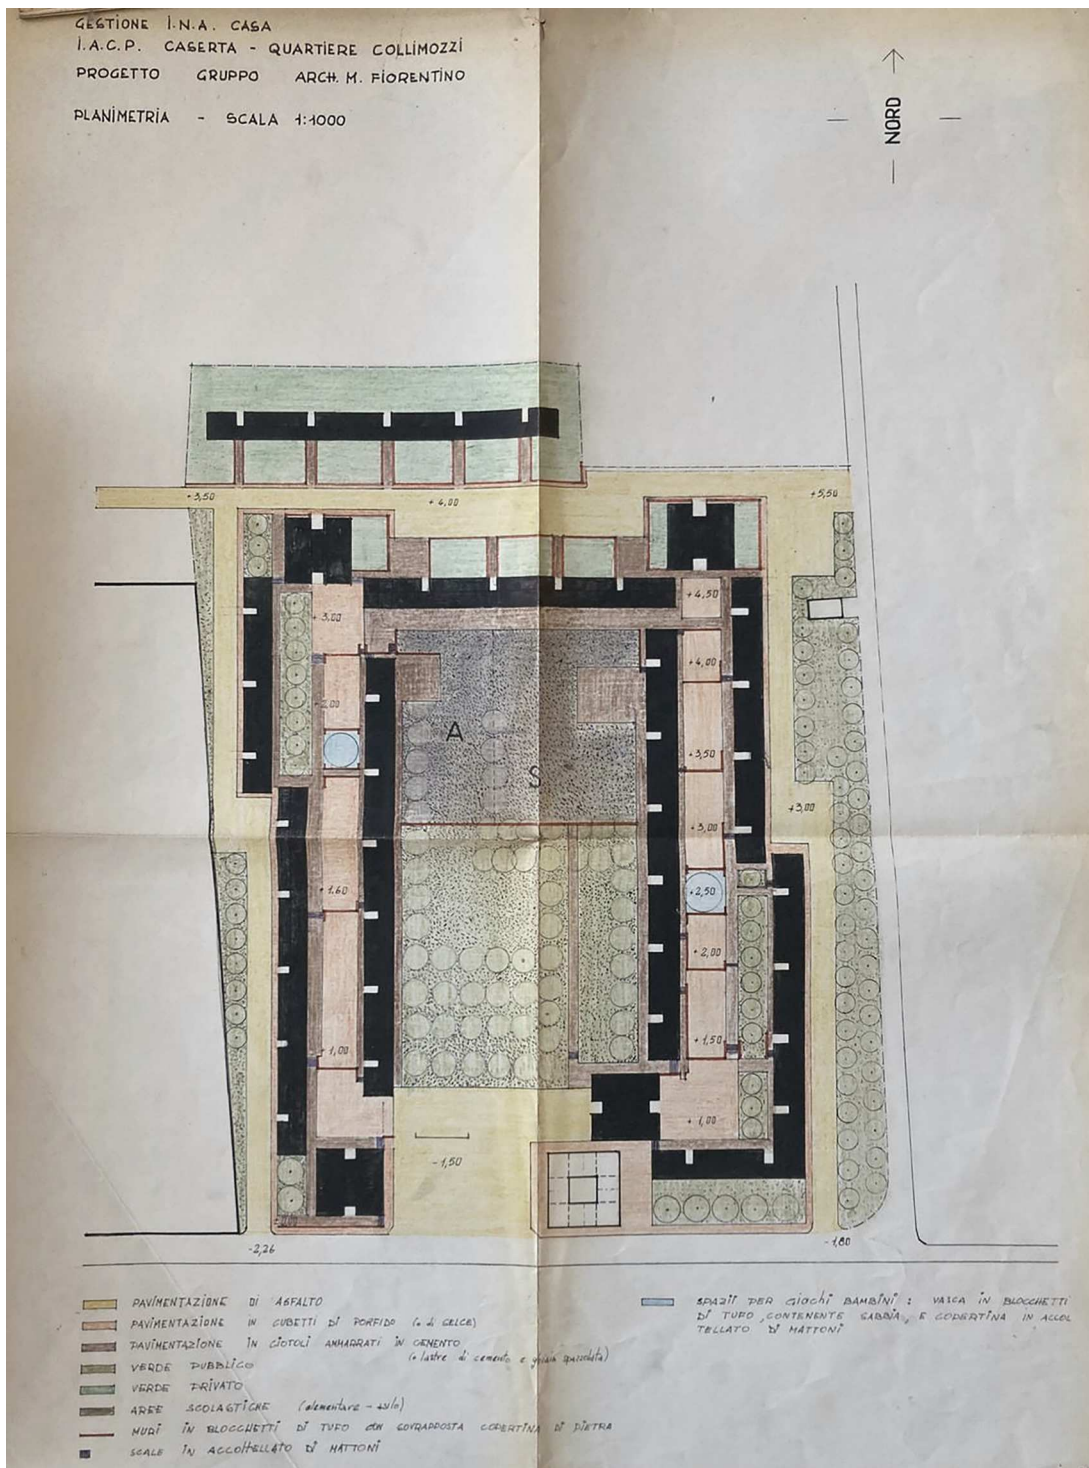 GESTIONE I.N.A. CASA
I.A.C.P. CASERTA - QUARTIERE COLLIMOZZI
PROGETTO GRUPPO ARCH. M. FIORENTINO
PLANIMETRIA - SCALA 1:1000
NORD
+3,50
+4,00
+5,50
+4,50
+3,00
+4,00
+2,00
A
+3,50
S
+3,00
+3,00
+1,60
+2,50
+2,00
+1,00
+1,50
+1,00
-1,50
-2,26
-1,80
PAVIMENTAZIONE DI ASFALTO
PAVIMENTAZIONE IN CUBETTI DI PORFIDO (o di SELCE)
PAVIMENTAZIONE IN CIOTOLI AMMARRATI IN CEMENTO
(o lastre di cemento e ghiaia spazzolata)
VERDE PUBBLICO
VERDE PRIVATO
AREE SCOLASTICHE (elementare - asilo)
MURI IN BLOCCHETTI DI TUFO CON SOVRAPPOSTA COPERTINA DI PIETRA
SCALE IN ACCOLTELLATO DI MATTONI
SPAZII PER GIOCHI BAMBINI : VASCA IN BLOCCHETTI
DI TUFO, CONTENENTE SABBIA, E COPERTINA IN ACCOL
TELLATO DI MATTONI